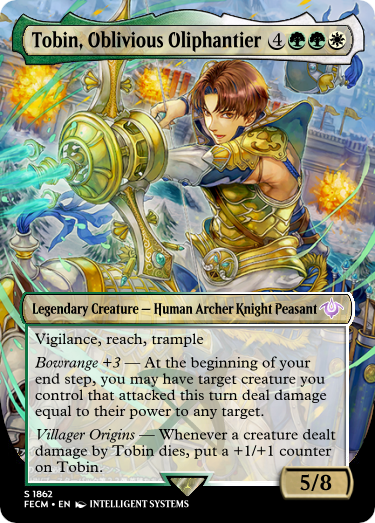 Tobin, Oblivious Oliphantier 4
Legendary Creature — Human Archer Knight Peasant
Vigilance, reach, trample
Bowrange +3 — At the beginning of your
end step, you may have target creature you
control that attacked this turn deal damage
equal to their power to any target.
Villager Origins — Whenever a creature dealt
damage by Tobin dies, put a +1/+1 counter
on Tobin.
5/8
S 1862
FECM • EN INTELLIGENT SYSTEMS